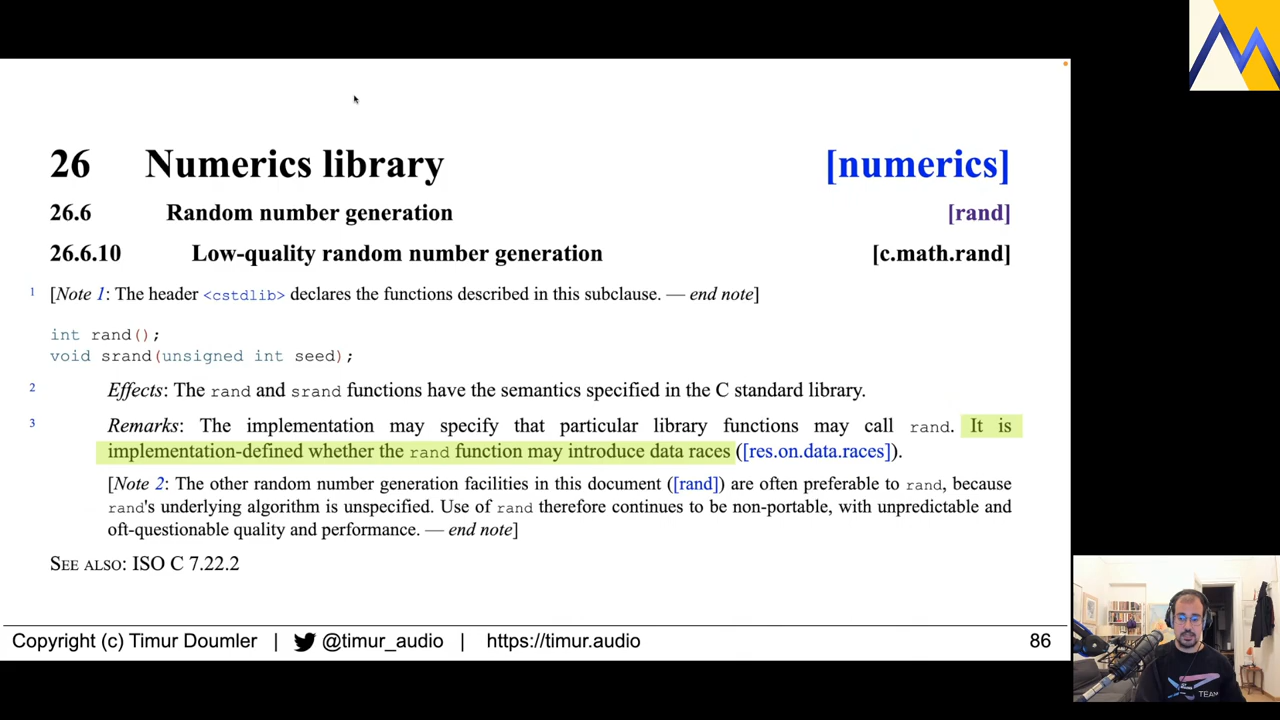 26 Numerics library [numerics]
26.6 Random number generation [rand]
26.6.10 Low-quality random number generation [c.math.rand]
1 [Note 1: The header <cstdlib> declares the functions described in this subclause. — end note]
int rand();
void srand(unsigned int seed);
2 Effects: The rand and srand functions have the semantics specified in the C standard library.
3 Remarks: The implementation may specify that particular library functions may call rand. It is
implementation-defined whether the rand function may introduce data races ([res.on.data.races]).
[Note 2: The other random number generation facilities in this document ([rand]) are often preferable to rand, because
rand's underlying algorithm is unspecified. Use of rand therefore continues to be non-portable, with unpredictable and
oft-questionable quality and performance. — end note]
SEE ALSO: ISO C 7.22.2
Copyright (c) Timur Doumler | @timur_audio | https://timur.audio 86
TEAM